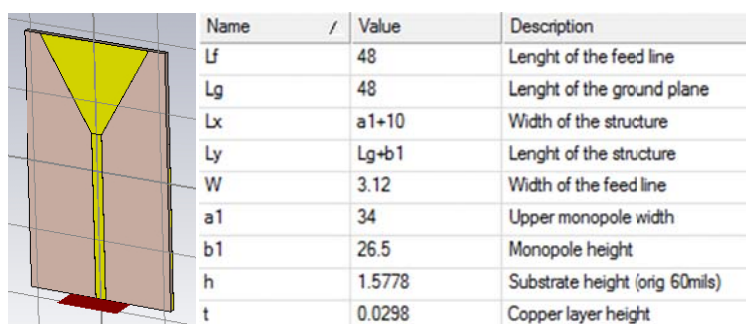 Name / Value Description
Lf 48 Lenght of the feed line
Lg 48 Lenght of the ground plane
Lx a1+10 Width of the structure
Ly Lg+b1 Lenght of the structure
W 3.12 Width of the feed line
a1 34 Upper monopole width
b1 26.5 Monopole height
h 1.5778 Substrate height (orig 60mils)
t 0.0298 Copper layer height